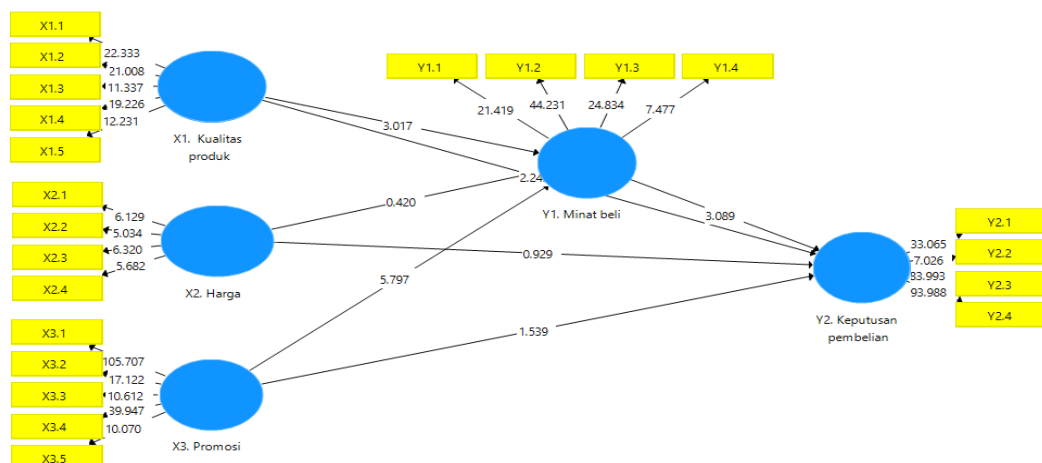 X1.1
X1.2
X1.3
X1.4
X1.5
22.333
21.008
11.337
19.226
12.231
X1. Kualitas
produk
X2.1
X2.2
X2.3
X2.4
6.129
5.034
6.320
5.682
X2. Harga
X3.1
X3.2
X3.3
X3.4
X3.5
105.707
17.122
10.612
39.947
10.070
X3. Promosi
3.017
2.24
0.420
0.929
5.797
1.539
Y1.1
Y1.2
Y1.3
Y1.4
21.419
44.231
24.834
7.477
Y1. Minat beli
3.089
Y2.1
Y2.2
Y2.3
Y2.4
33.065
7.026
93.988
Y2. Keputusan
pembelian